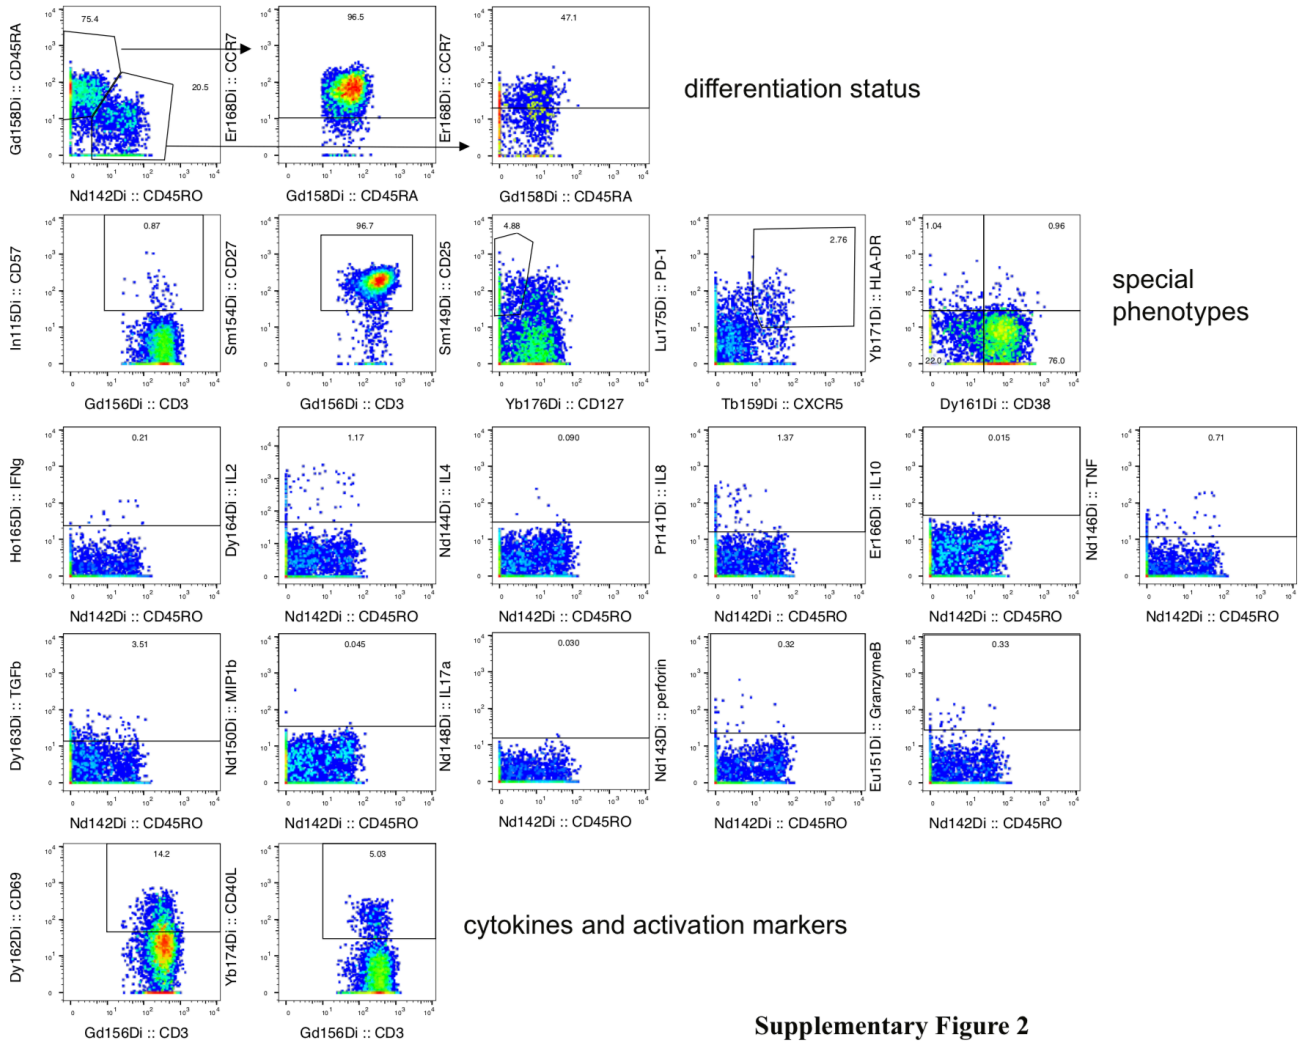 75.4
20.5
Gd158Di :: CD45RA
Nd142Di :: CD45RO
96.5
Er168Di :: CCR7
Gd158Di :: CD45RA
47.1
Er168Di :: CCR7
Gd158Di :: CD45RA
differentiation status
0.87
In115Di :: CD57
Gd156Di :: CD3
96.7
Sm154Di :: CD27
Gd156Di :: CD3
4.88
Sm149Di :: CD25
Yb176Di :: CD127
2.76
Lu175Di :: PD-1
Tb159Di :: CXCR5
1.04
0.96
22.0
76.0
Yb171Di :: HLA-DR
Dy161Di :: CD38
special
phenotypes
0.21
Ho165Di :: IFNg
Nd142Di :: CD45RO
1.17
Dy164Di :: IL2
Nd142Di :: CD45RO
0.090
Nd144Di :: IL4
Nd142Di :: CD45RO
1.37
Pr141Di :: IL8
Nd142Di :: CD45RO
0.015
Er166Di :: IL10
Nd142Di :: CD45RO
0.71
Nd146Di :: TNF
Nd142Di :: CD45RO
3.51
Dy163Di :: TGFb
Nd142Di :: CD45RO
0.045
Nd150Di :: MIP1b
Nd142Di :: CD45RO
0.030
Nd148Di :: IL17a
Nd142Di :: CD45RO
0.32
Nd143Di :: perforin
Nd142Di :: CD45RO
0.33
Eu151Di :: GranzymeB
Nd142Di :: CD45RO
14.2
Dy162Di :: CD69
Gd156Di :: CD3
5.03
Yb174Di :: CD40L
Gd156Di :: CD3
cytokines and activation markers
Supplementary Figure 2